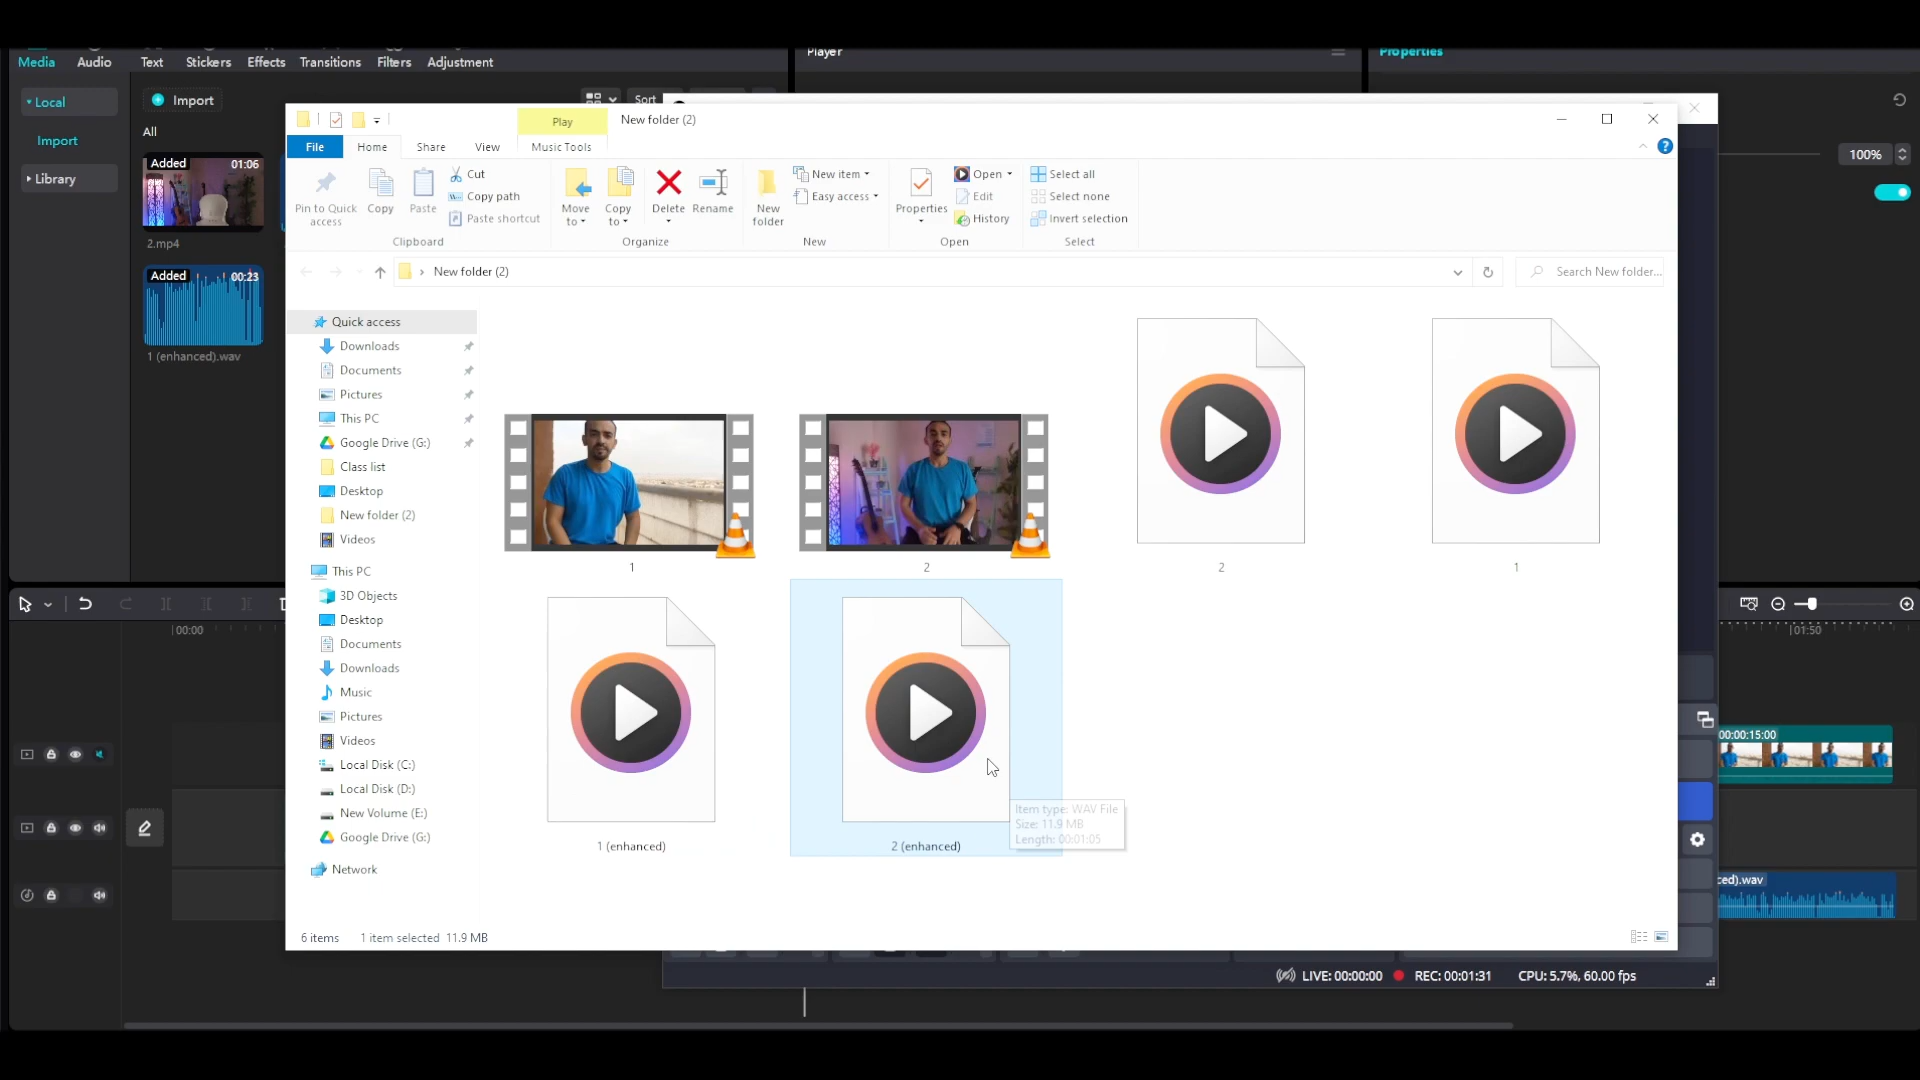 Media Audio Text Stickers Effects Transitions Filters Adjustment
Player
Properties
Local
Import
Library
Import
Sort
All
Added 01:06
2.mp4
Added 00:23
1 (enhanced).wav
100%
Play
New folder (2)
File Home Share View Music Tools
Pin to Quick access
Copy
Paste
Cut
Copy path
Paste shortcut
Clipboard
Move to
Copy to
Delete
Rename
Organize
New folder
New item
Easy access
New
Properties
Open
Edit
History
Open
Select all
Select none
Invert selection
Select
New folder (2)
Search New folder...
Quick access
Downloads
Documents
Pictures
This PC
Google Drive (G:)
Class list
Desktop
New folder (2)
Videos
This PC
3D Objects
Desktop
Documents
Downloads
Music
Pictures
Videos
Local Disk (C:)
Local Disk (D:)
New Volume (E:)
Google Drive (G:)
Network
1
2
2
1
1 (enhanced)
2 (enhanced)
Item type: WAV File
Size: 11.9 MB
Length: 00:01:05
6 items 1 item selected 11.9 MB
00:00
01:50
00:00:15:00
ced).wav
LIVE: 00:00:00 REC: 00:01:31 CPU: 5.7%, 60.00 fps